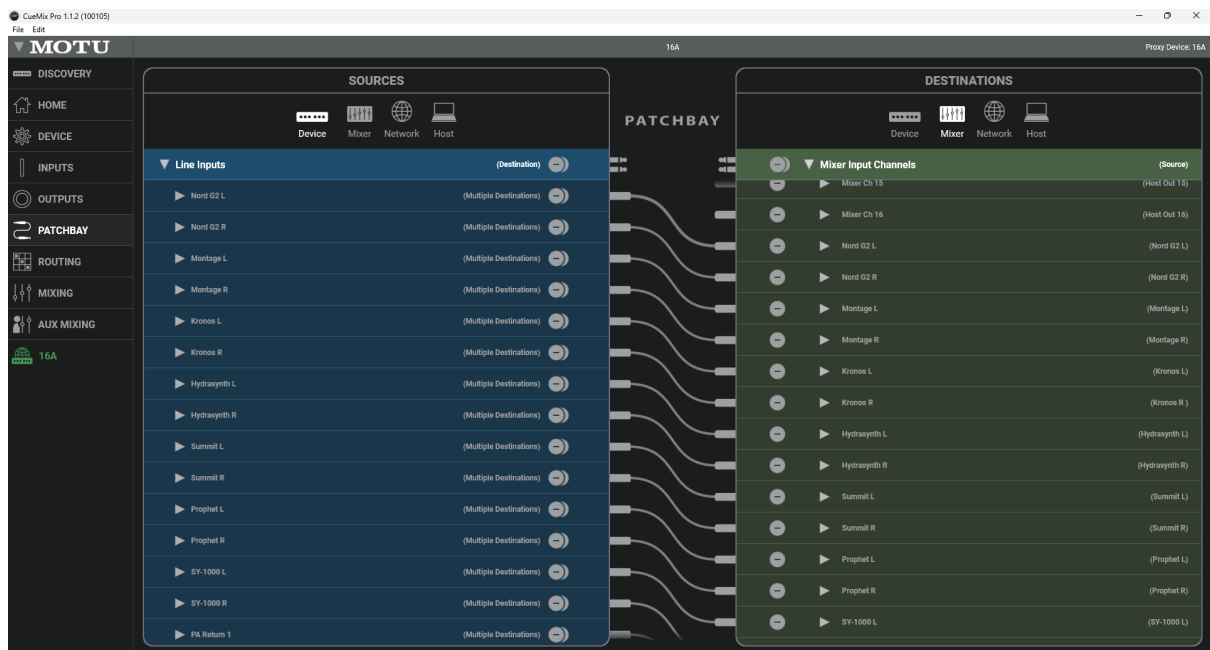 CueMix Pro 1.1.2 (100105)
File Edit
MOTU
16A
Proxy Device: 16A
DISCOVERY
HOME
DEVICE
INPUTS
OUTPUTS
PATCHBAY
ROUTING
MIXING
AUX MIXING
16A
SOURCES
Device Mixer Network Host
Line Inputs (Destination)
Nord G2 L (Multiple Destinations)
Nord G2 R (Multiple Destinations)
Montage L (Multiple Destinations)
Montage R (Multiple Destinations)
Kronos L (Multiple Destinations)
Kronos R (Multiple Destinations)
Hydrasynth L (Multiple Destinations)
Hydrasynth R (Multiple Destinations)
Summit L (Multiple Destinations)
Summit R (Multiple Destinations)
Prophet L (Multiple Destinations)
Prophet R (Multiple Destinations)
SY-1000 L (Multiple Destinations)
SY-1000 R (Multiple Destinations)
PA Return 1 (Multiple Destinations)
PATCHBAY
DESTINATIONS
Device Mixer Network Host
Mixer Input Channels (Source)
Mixer Ch 15 (Host Out 15)
Mixer Ch 16 (Host Out 16)
Nord G2 L (Nord G2 L)
Nord G2 R (Nord G2 R)
Montage L (Montage L)
Montage R (Montage R)
Kronos L (Kronos L)
Kronos R (Kronos R )
Hydrasynth L (Hydrasynth L)
Hydrasynth R (Hydrasynth R)
Summit L (Summit L)
Summit R (Summit R)
Prophet L (Prophet L)
Prophet R (Prophet R)
SY-1000 L (SY-1000 L)